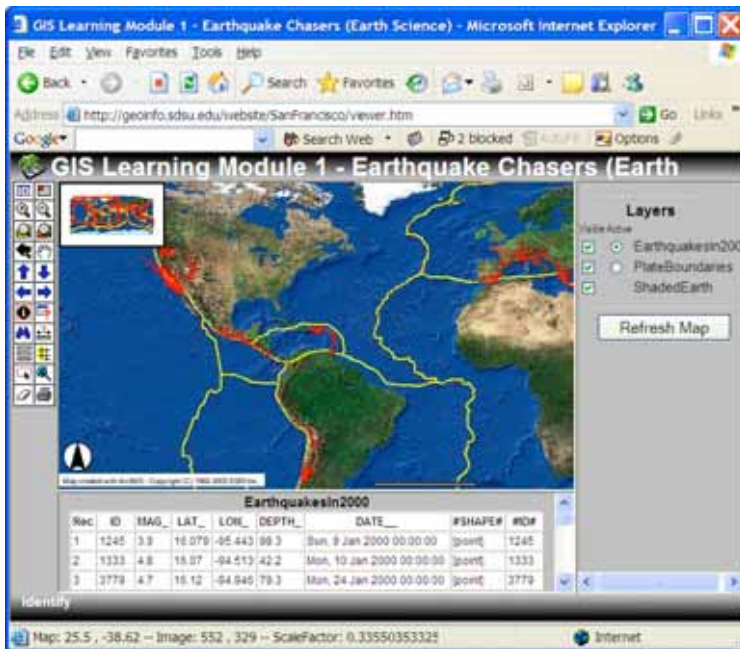 GIS Learning Module 1 - Earthquake Chasers (Earth Science) - Microsoft Internet Explorer
File Edit View Favorites Tools Help
Back Search Favorites
Address http://geoinfo.sdsu.edu/website/SanFrancisco/viewer.htm Go Links
Google Search Web 2 blocked Options
GIS Learning Module 1 - Earthquake Chasers (Earth
Layers
Visible Active
EarthquakesIn200
PlateBoundaries
ShadedEarth
Refresh Map
EarthquakesIn2000
Rec ID MAG_ LAT_ LON_ DEPTH_ DATE__ #SHAPE# #ID#
1 1245 3.9 16.079 -95.443 98.3 Sun, 9 Jan 2000 00:00:00 [point] 1245
2 1333 4.8 -94.513 42.2 Mon, 10 Jan 2000 00:00:00 [point] 1333
3 3779 4.7 -94.946 79.3 Mon, 24 Jan 2000 00:00:00 [point] 3779
Identify
Map: 25.5 , -38.62 -- Image: 552 , 329 -- ScaleFactor: 0.33550353325 Internet